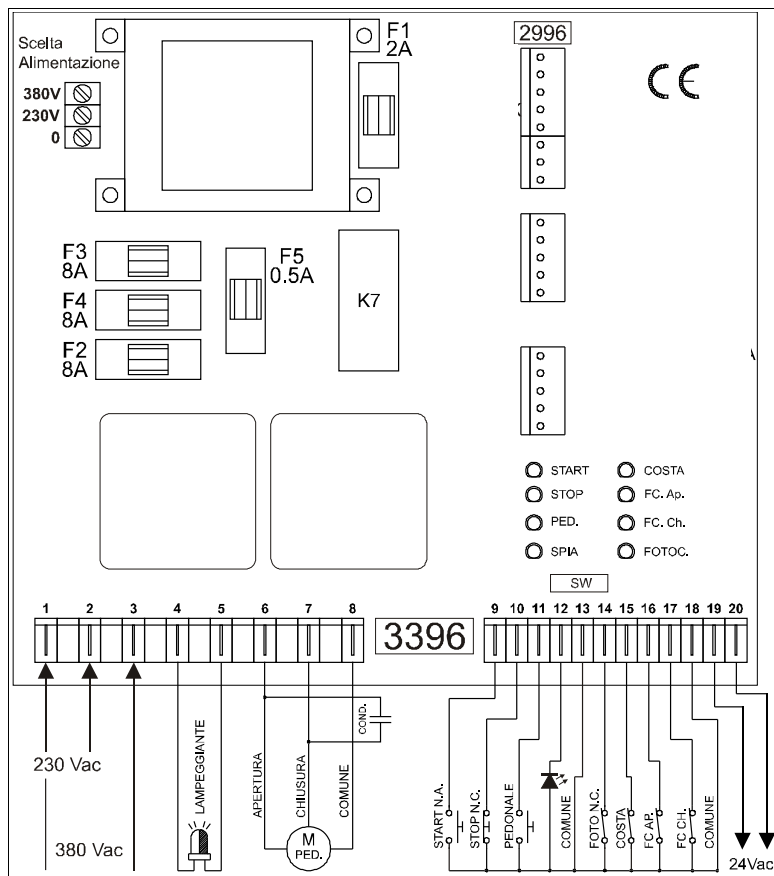 Scelta
Alimentazione
380V
230V
0
F1
2A
2996
CE
F3
8A
F4
8A
F2
8A
F5
0.5A
K7
START
STOP
PED.
SPIA
COSTA
FC. Ap.
FC. Ch.
FOTOC.
SW
1 2 3 4 5 6 7 8
3396
9 10 11 12 13 14 15 16 17 18 19 20
230 Vac
380 Vac
LAMPEGGIANTE
APERTURA
CHIUSURA
COMUNE
COND.
M
PED.
START N.A.
STOP N.C.
PEDONALE
COMUNE
FOTO N.C.
COSTA
FC AP.
FC CH.
COMUNE
24Vac